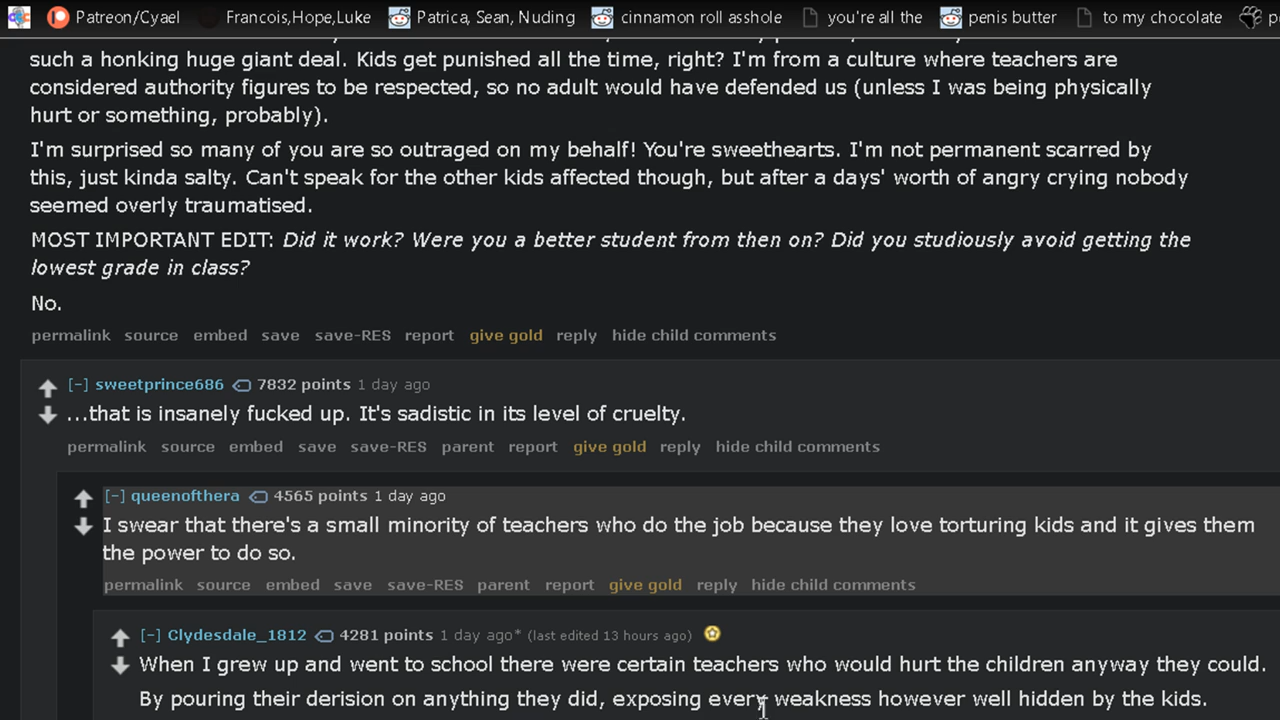 Patreon/Cyael Francois,Hope,Luke Patrica, Sean, Nuding cinnamon roll asshole you're all the penis butter to my chocolate
such a honking huge giant deal. Kids get punished all the time, right? I'm from a culture where teachers are
considered authority figures to be respected, so no adult would have defended us (unless I was being physically
hurt or something, probably).
I'm surprised so many of you are so outraged on my behalf! You're sweethearts. I'm not permanent scarred by
this, just kinda salty. Can't speak for the other kids affected though, but after a days' worth of angry crying nobody
seemed overly traumatised.
MOST IMPORTANT EDIT: Did it work? Were you a better student from then on? Did you studiously avoid getting the
lowest grade in class?
No.
permalink source embed save save-RES report give gold reply hide child comments
[-] sweetprince686 7832 points 1 day ago
...that is insanely fucked up. It's sadistic in its level of cruelty.
permalink source embed save save-RES parent report give gold reply hide child comments
[-] queenofthera 4565 points 1 day ago
I swear that there's a small minority of teachers who do the job because they love torturing kids and it gives them
the power to do so.
permalink source embed save save-RES parent report give gold reply hide child comments
[-] Clydesdale_1812 4281 points 1 day ago* (last edited 13 hours ago)
When I grew up and went to school there were certain teachers who would hurt the children anyway they could.
By pouring their derision on anything they did, exposing every weakness however well hidden by the kids.